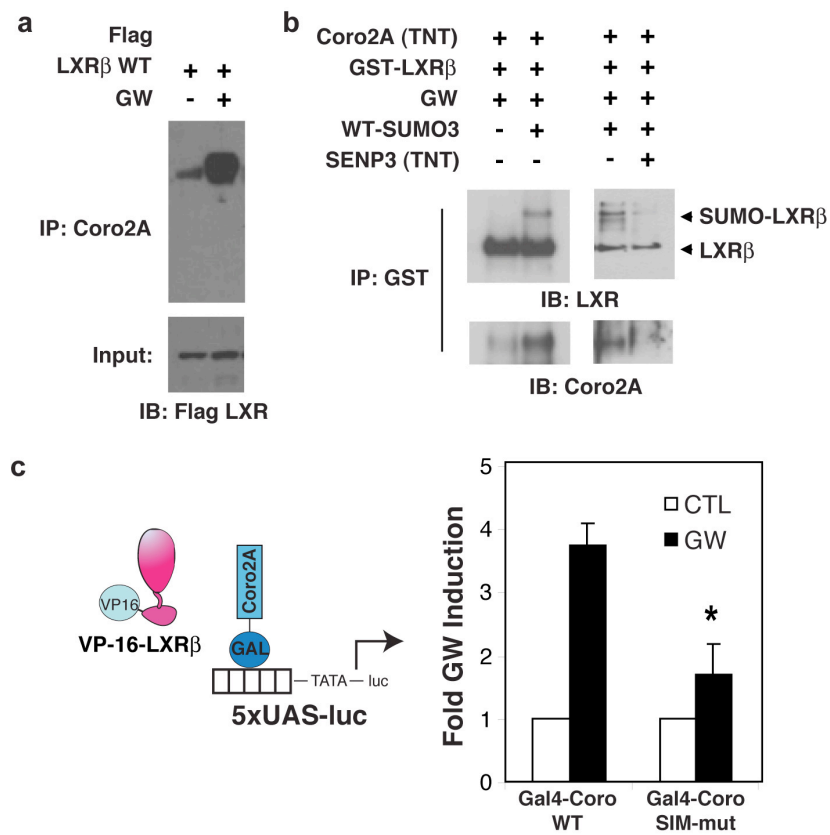 a
Flag
LXRβ WT + +
GW - +
IP: Coro2A
Input:
IB: Flag LXR
b
Coro2A (TNT) + + + +
GST-LXRβ + + + +
GW + + + +
WT-SUMO3 - + + +
SENP3 (TNT) - - - +
SUMO-LXRβ
LXRβ
IP: GST
IB: LXR
IB: Coro2A
c
VP16
VP-16-LXRβ
Coro2A
GAL
TATA
luc
5xUAS-luc
Fold GW Induction
5
4
3
2
1
0
CTL
GW
*
Gal4-Coro
WT
Gal4-Coro
SIM-mut